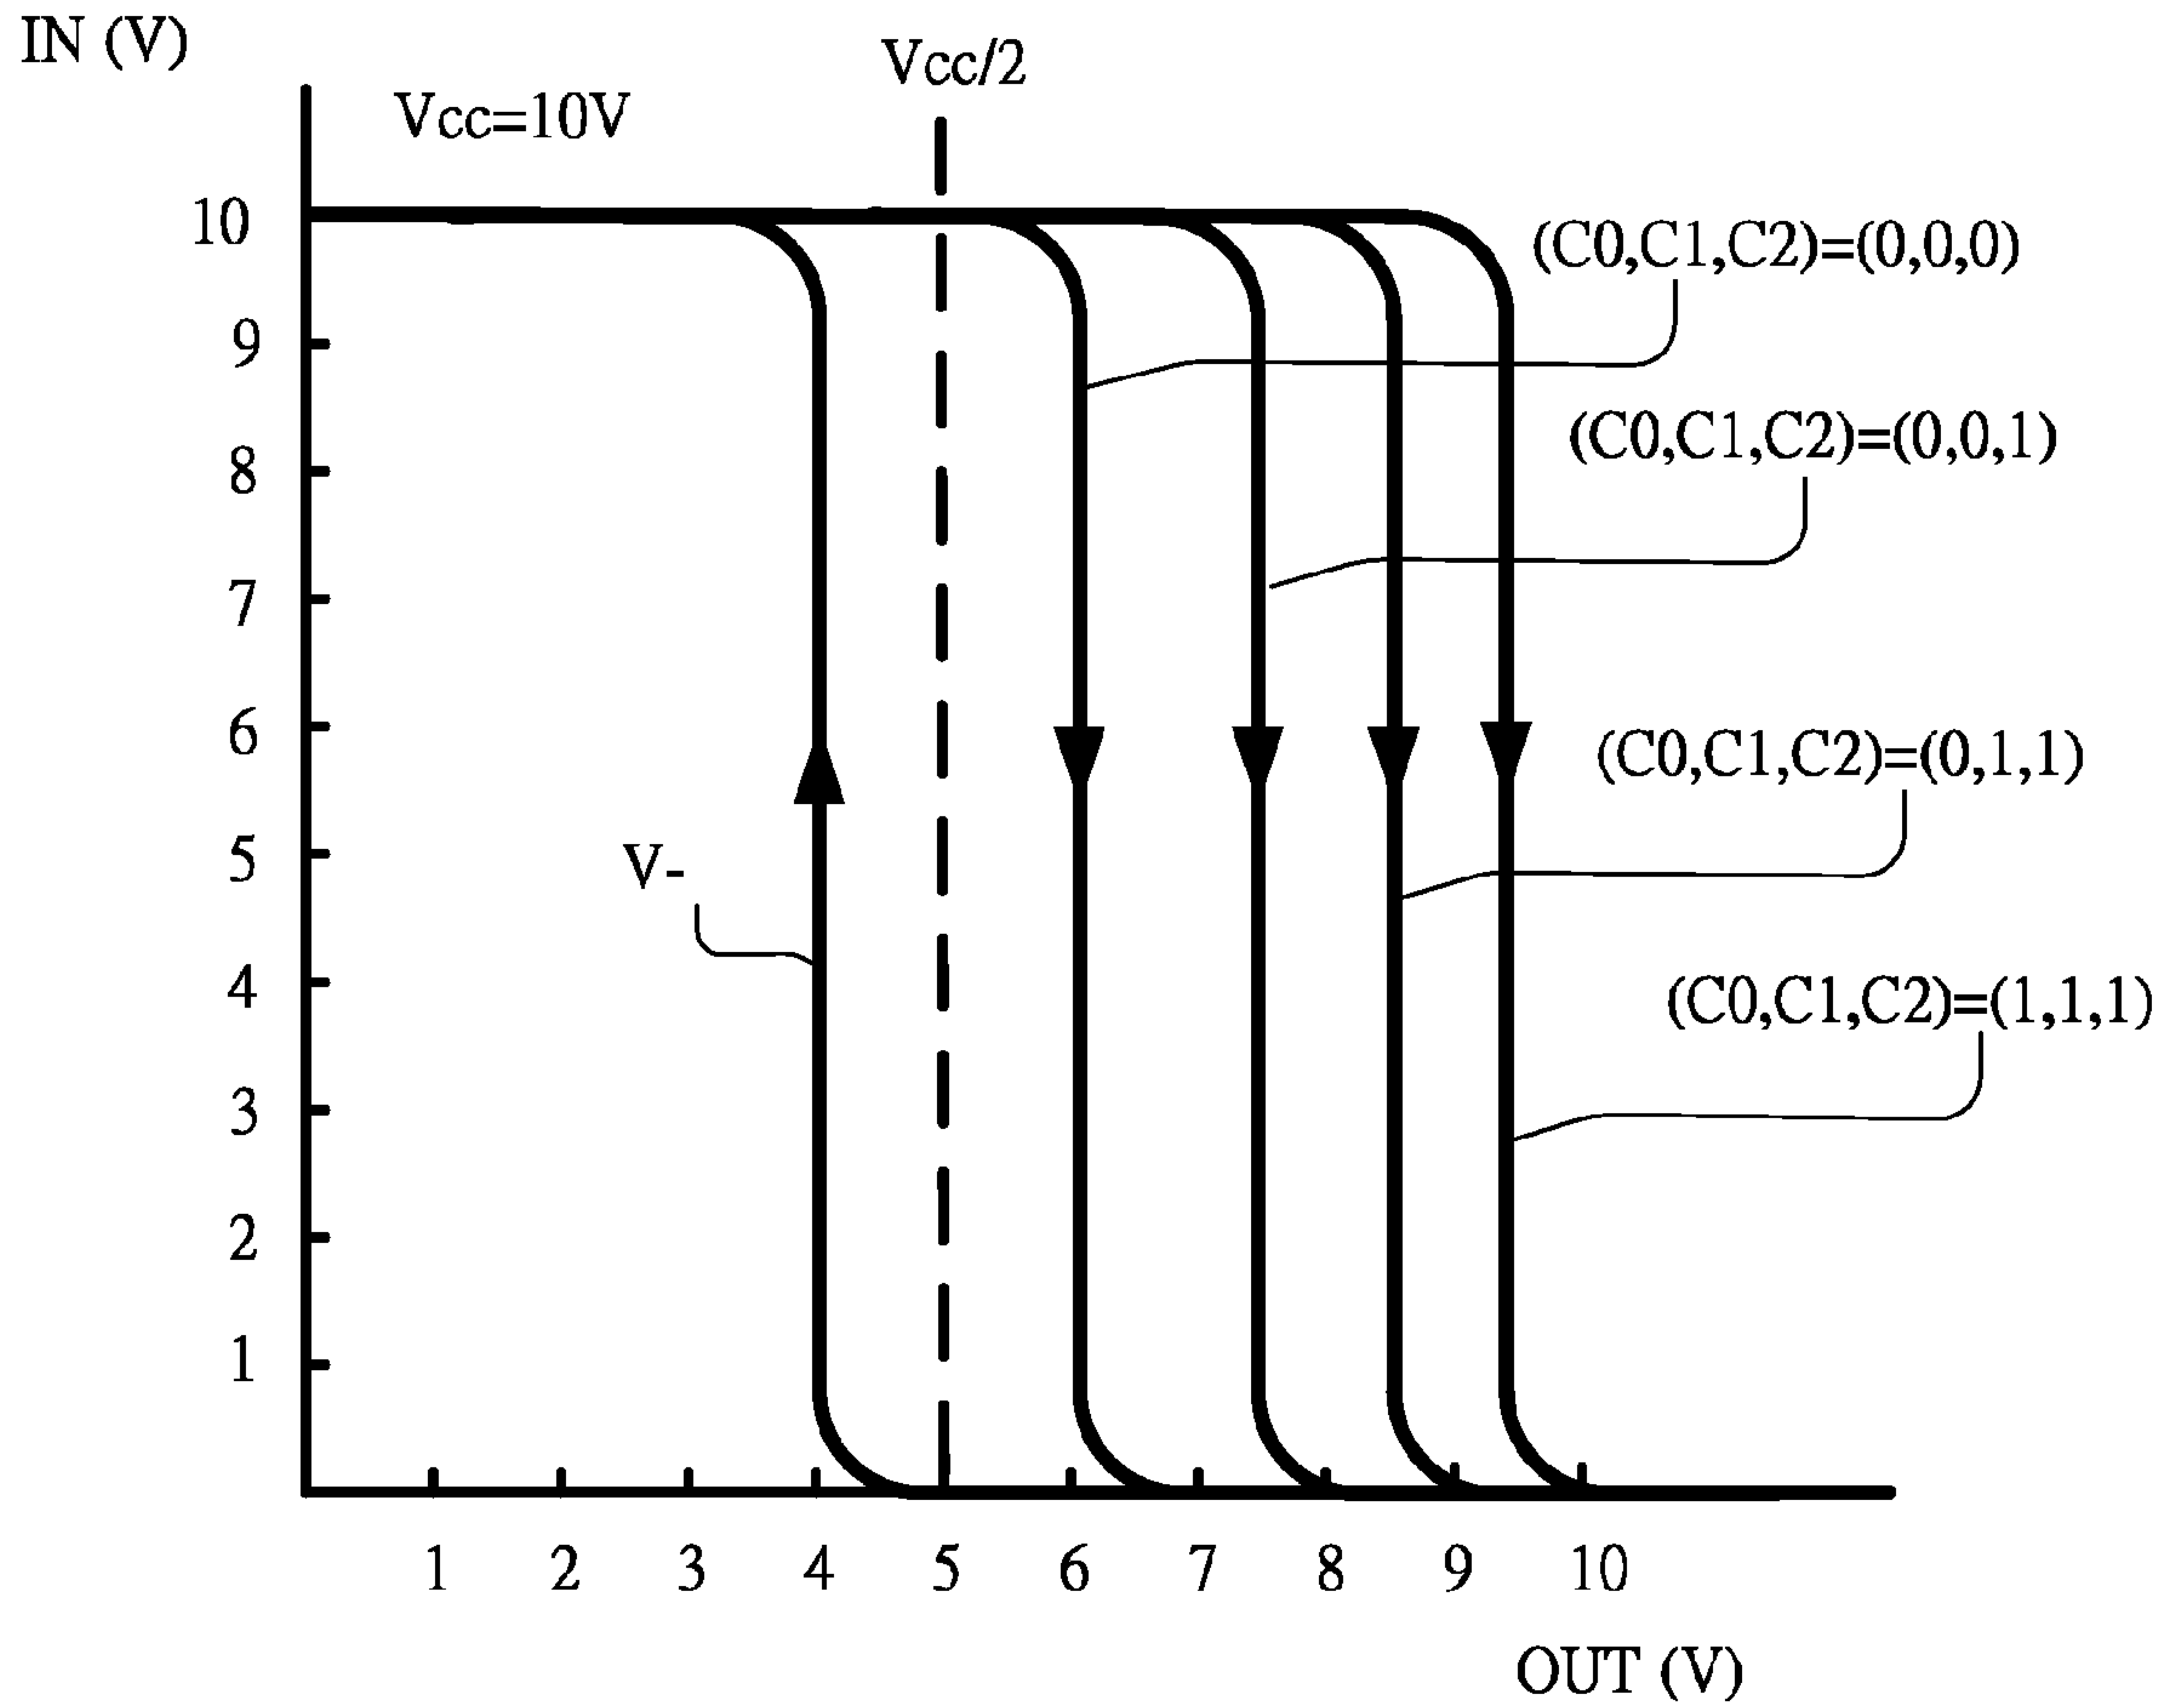 IN (V)
Vcc/2
Vcc=10V
10
9
8
7
6
5
4
3
2
1
(C0,C1,C2)=(0,0,0)
(C0,C1,C2)=(0,0,1)
(C0,C1,C2)=(0,1,1)
V-
(C0,C1,C2)=(1,1,1)
1 2 3 4 5 6 7 8 9 10
OUT (V)